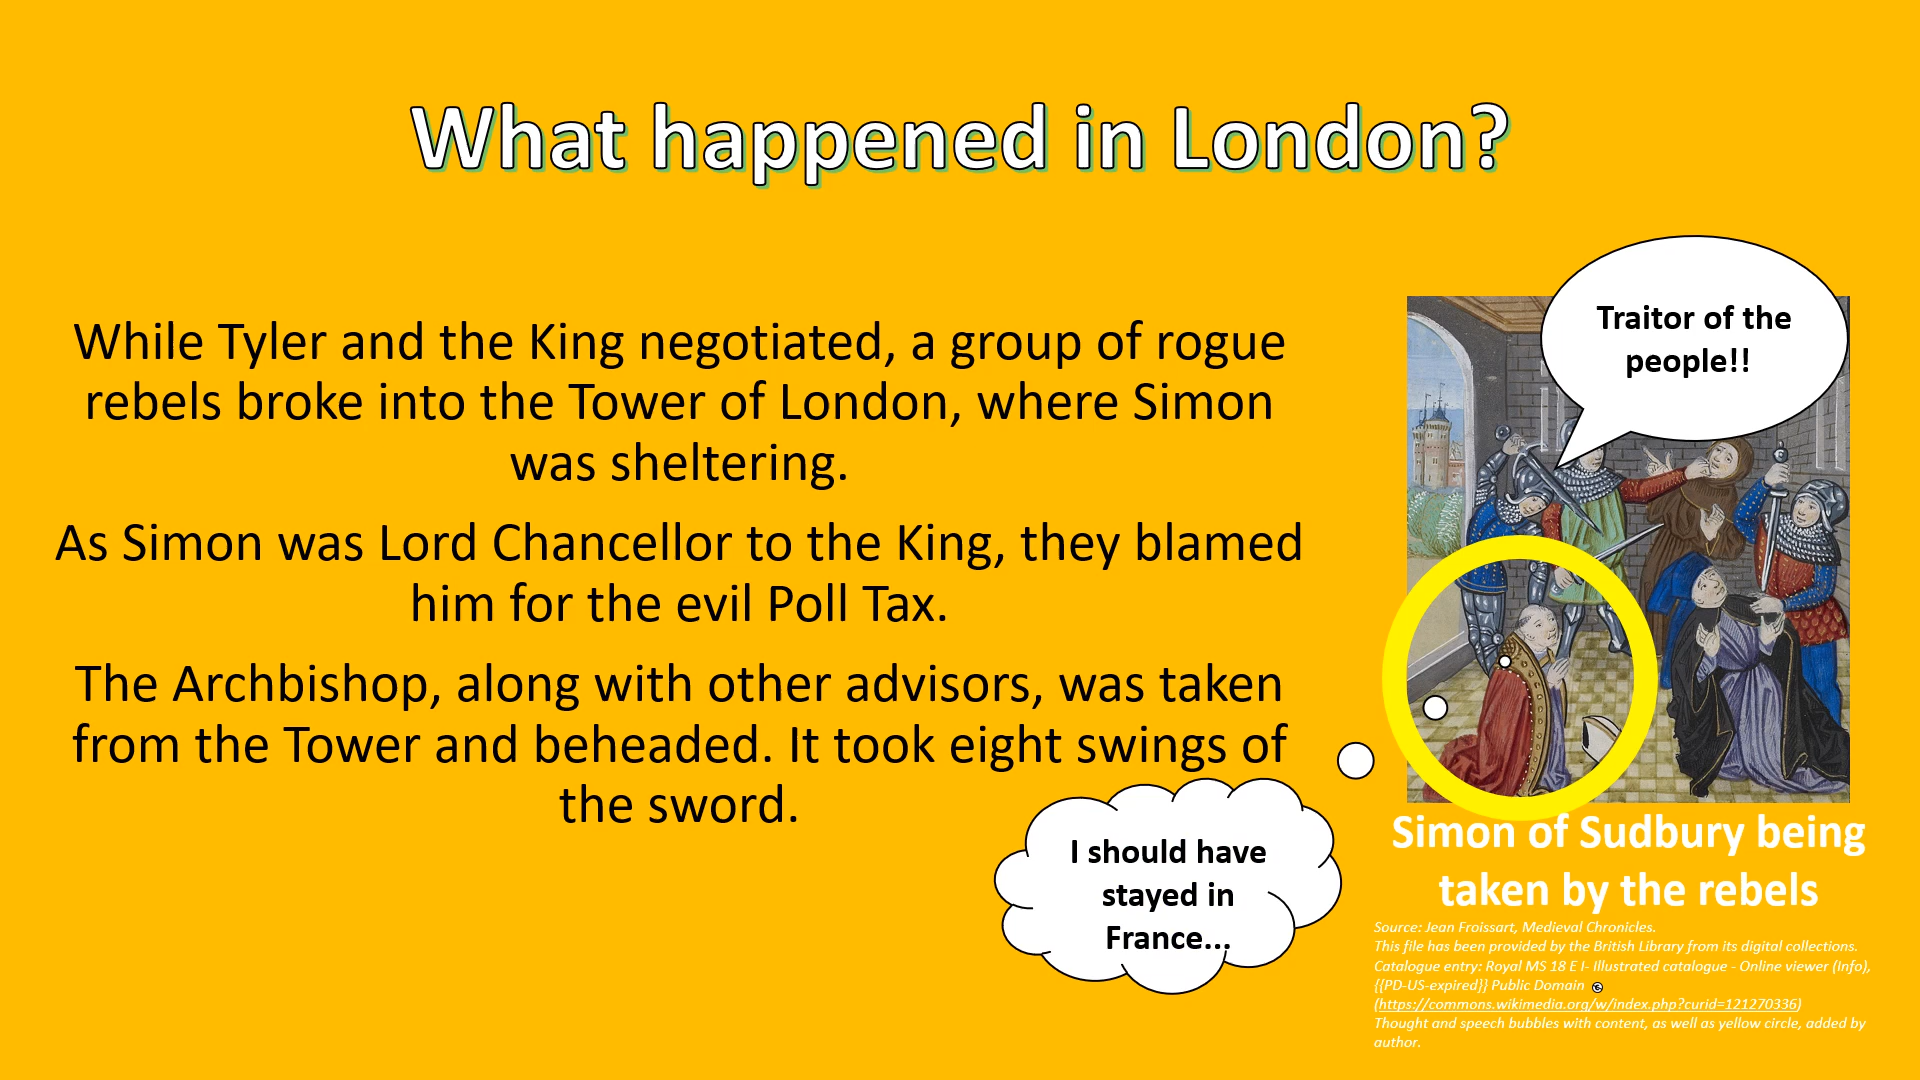 What happened in London?
While Tyler and the King negotiated, a group of rogue
rebels broke into the Tower of London, where Simon
was sheltering.
As Simon was Lord Chancellor to the King, they blamed
him for the evil Poll Tax.
The Archbishop, along with other advisors, was taken
from the Tower and beheaded. It took eight swings of
the sword.
Traitor of the
people!!
I should have
stayed in
France...
Simon of Sudbury being
taken by the rebels
Source: Jean Froissart, Medieval Chronicles.
This file has been provided by the British Library from its digital collections.
Catalogue entry: Royal MS 18 E I- Illustrated catalogue - Online viewer (Info),
{{PD-US-expired}} Public Domain
(https://commons.wikimedia.org/w/index.php?curid=121270336)
Thought and speech bubbles with content, as well as yellow circle, added by
author.